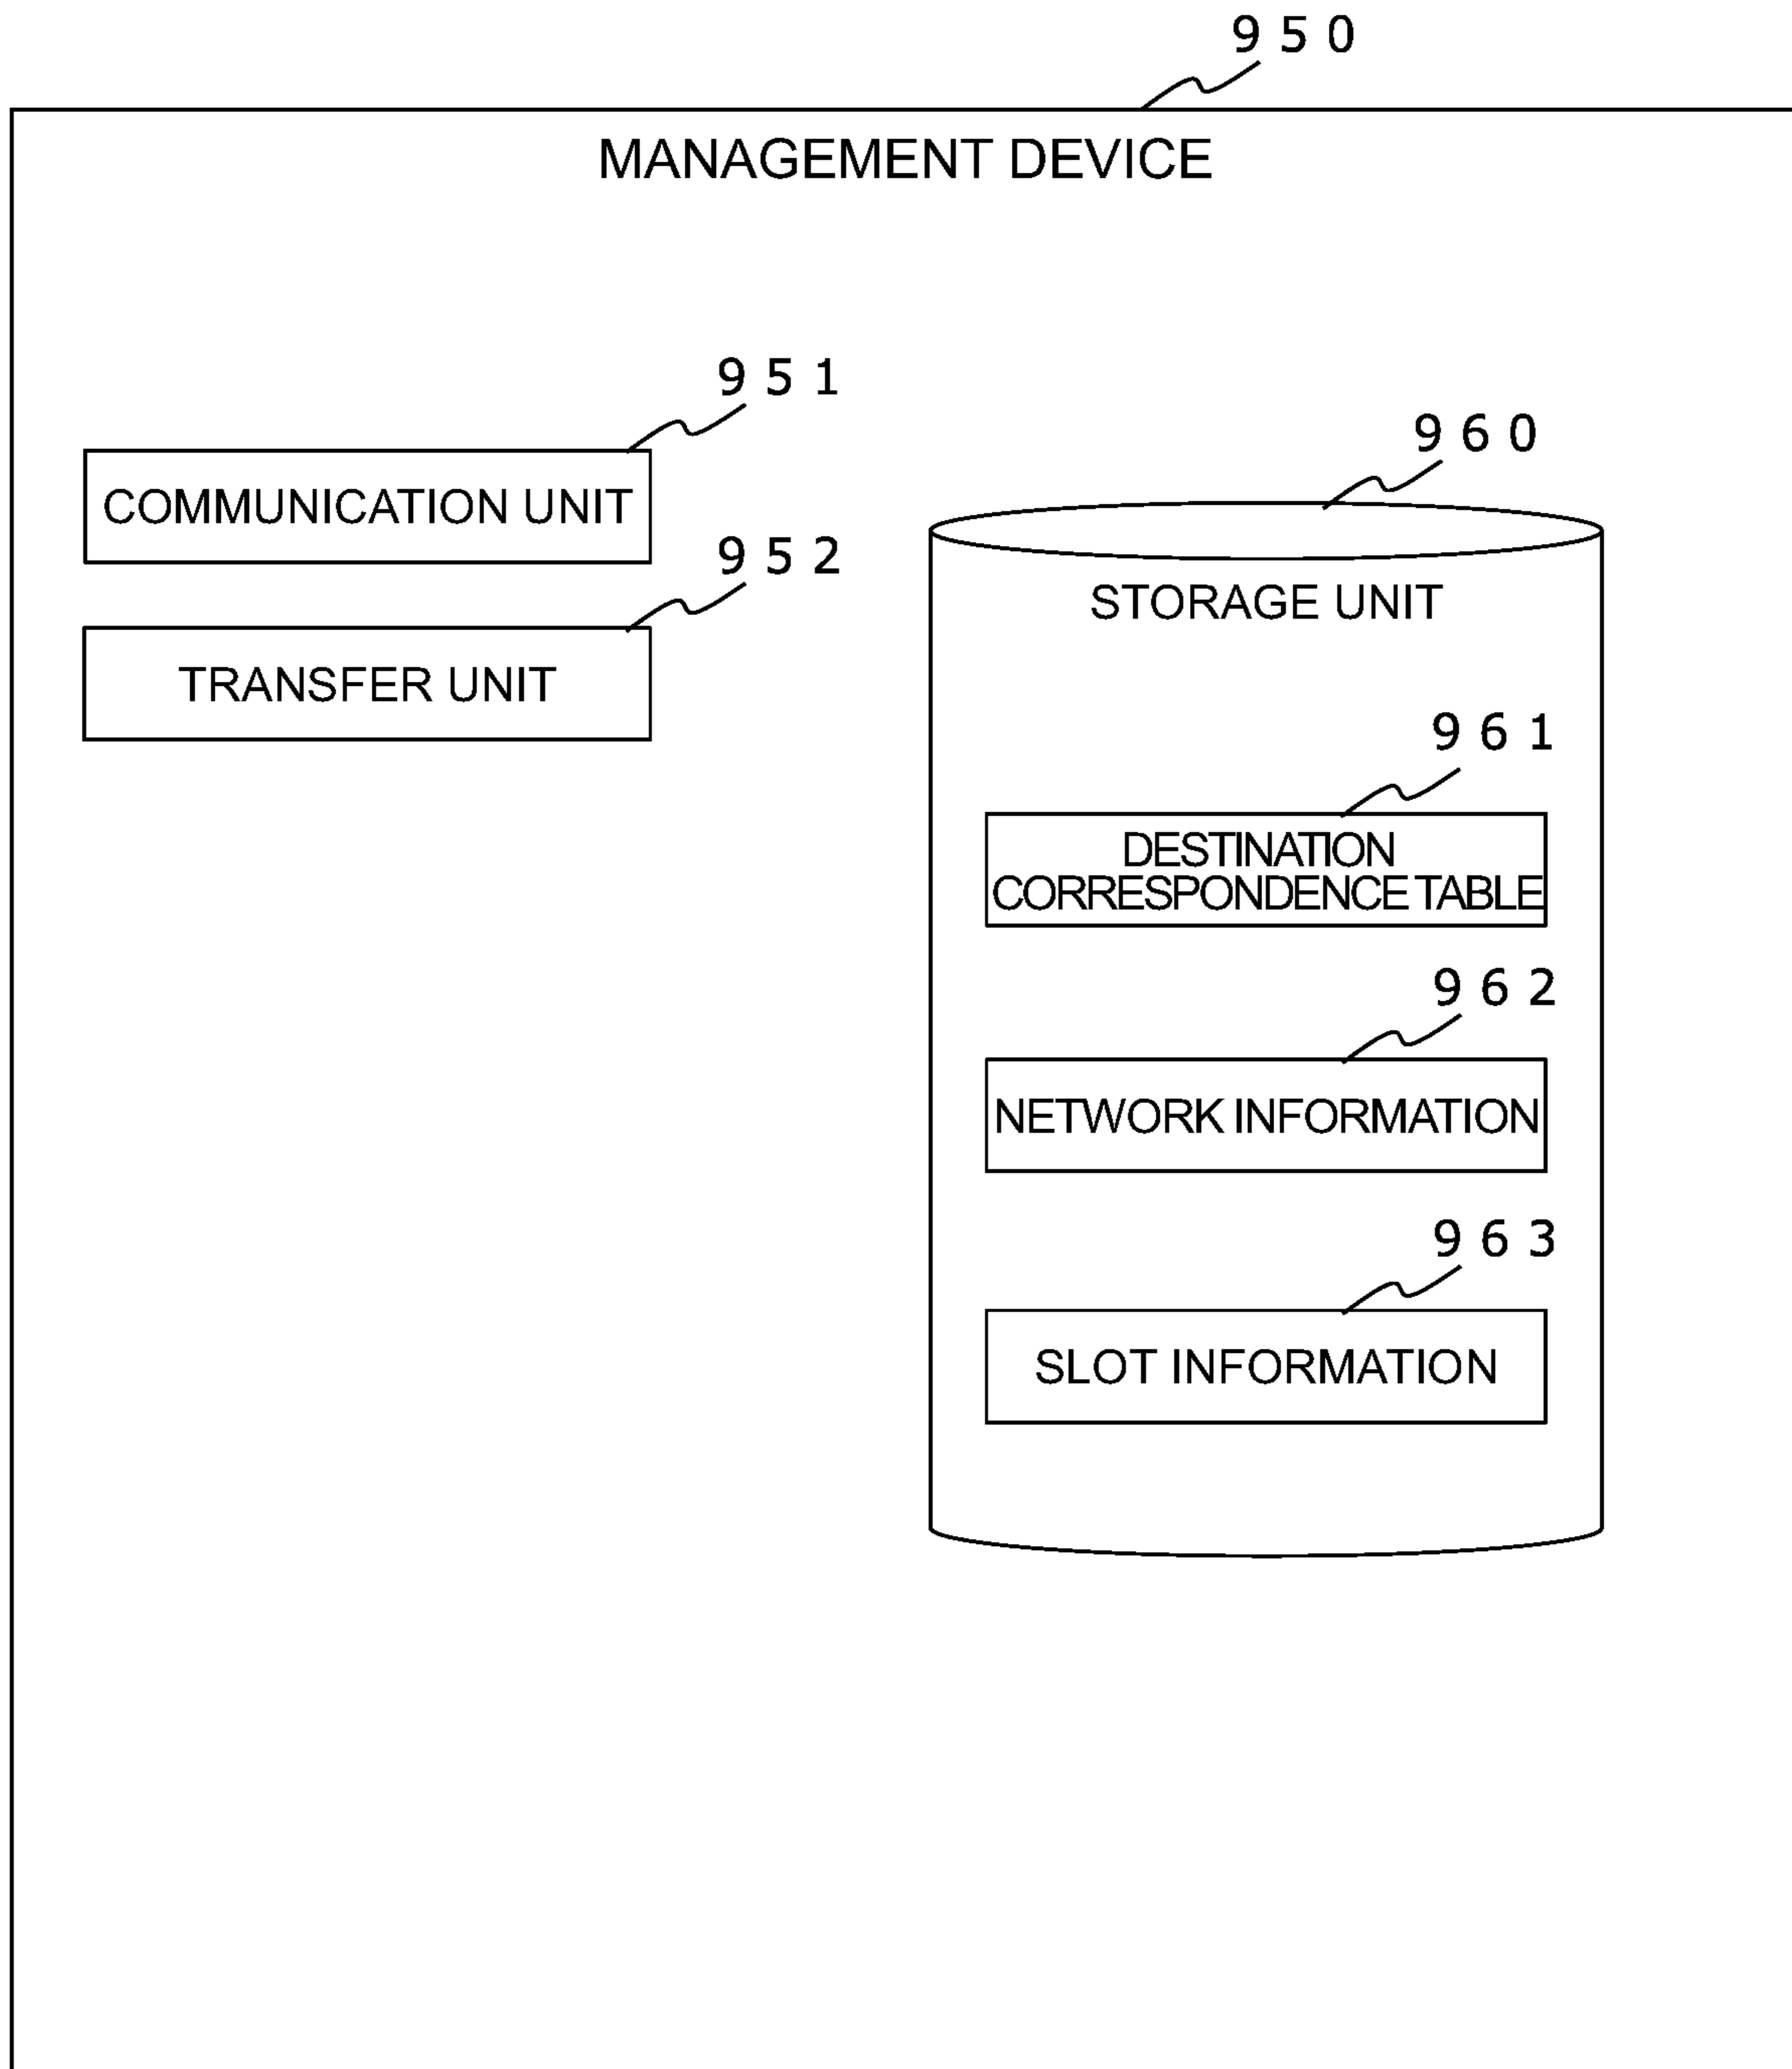 950
MANAGEMENT DEVICE
951
COMMUNICATION UNIT
952
TRANSFER UNIT
960
STORAGE UNIT
961
DESTINATION
CORRESPONDENCE TABLE
962
NETWORK INFORMATION
963
SLOT INFORMATION